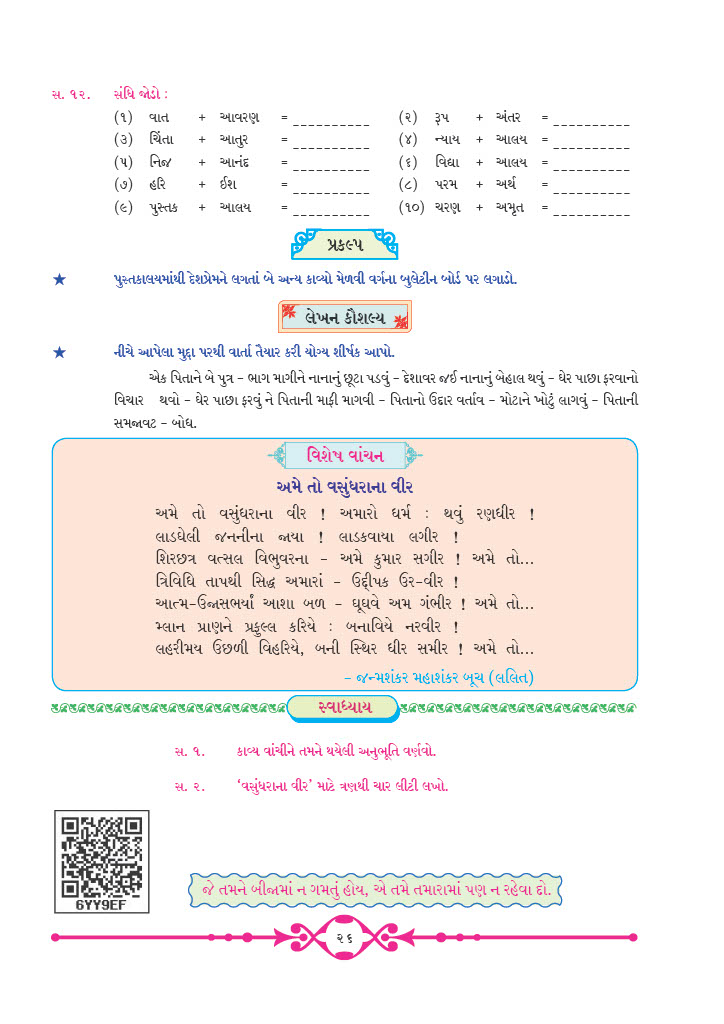 સ. ૧૨. સંધિ જોડો :
(૧) વાત + આવરણ = __________ (૨) રૂપ + અંતર = __________
(૩) ચિંતા + આતુર = __________ (૪) ન્યાય + આલય = __________
(૫) નિજ + આનંદ = __________ (૬) વિદ્યા + આલય = __________
(૭) હરિ + ઈશ = __________ (૮) પરમ + અર્થ = __________
(૯) પુસ્તક + આલય = __________ (૧૦) ચરણ + અમૃત = __________
પ્રકલ્પ
★ પુસ્તકાલયમાંથી દેશપ્રેમને લગતાં બે અન્ય કાવ્યો મેળવી વર્ગના બુલેટીન બોર્ડ પર લગાડો.
લેખન કૌશલ્ય
★ નીચે આપેલા મુદ્દા પરથી વાર્તા તૈયાર કરી યોગ્ય શીર્ષક આપો.
એક પિતાને બે પુત્ર – ભાગ માગીને નાનાનું છૂટા પડવું – દેશાવર જઈ નાનાનું બેહાલ થવું – ઘેર પાછા ફરવાનો
વિચાર થવો – ઘેર પાછા ફરવું ને પિતાની માફી માગવી – પિતાનો ઉદાર વર્તાવ – મોટાને ખોટું લાગવું – પિતાની
સમજાવટ – બોધ.
વિશેષ વાંચન
અમે તો વસુંધરાના વીર
અમે તો વસુંધરાના વીર ! અમારો ધર્મ : થવું રણધીર !
લાડઘેલી જનનીના જાયા ! લાડકવાયા લગીર !
શિરછત્ર વત્સલ વિભુવરના – અમે કુમાર સગીર ! અમે તો...
ત્રિવિધિ તાપથી સિદ્ધ અમારાં – ઉદ્દીપક ઉર-વીર !
આત્મ-ઉજાસભર્યાં આશા બળ – ઘૂઘવે અમ ગંભીર ! અમે તો...
મ્લાન પ્રાણને પ્રફુલ્લ કરિયે : બનાવિયે નરવીર !
લહરીમય ઉછળી વિહરિયે, બની સ્થિર ધીર સમીર ! અમે તો...
– જન્મશંકર મહાશંકર બૂચ (લલિત)
સ્વાધ્યાય
સ. ૧. કાવ્ય વાંચીને તમને થયેલી અનુભૂતિ વર્ણવો.
સ. ૨. ‘વસુંધરાના વીર’ માટે ત્રણથી ચાર લીટી લખો.
6YY9EF
જે તમને બીજામાં ન ગમતું હોય, એ તમે તમારામાં પણ ન રહેવા દો.
૨૬